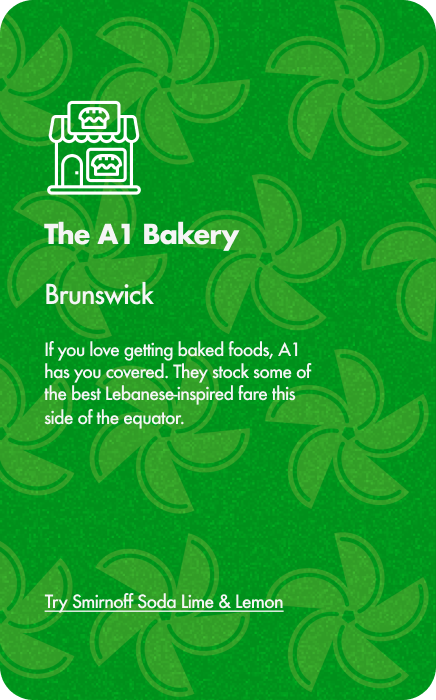 The A1 Bakery
Brunswick
If you love getting baked foods, A1
has you covered. They stock some of
the best Lebanese-inspired fare this
side of the equator.
Try Smirnoff Soda Lime & Lemon